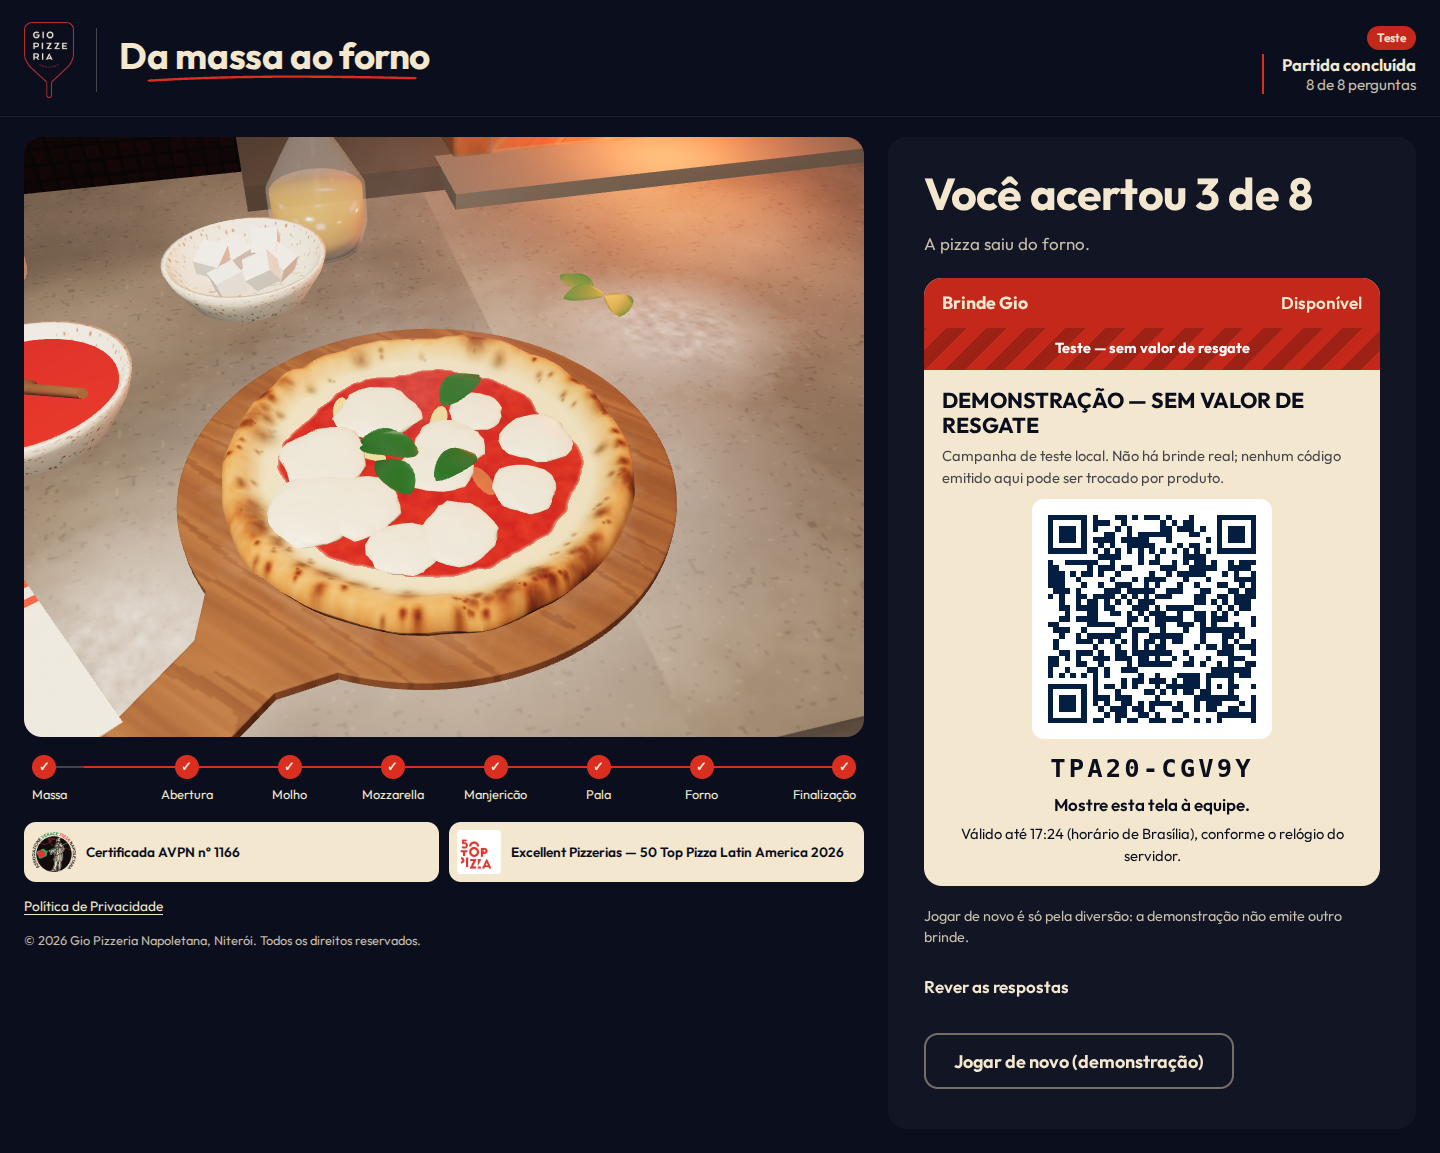 GIO
PIZZE
RIA
Da massa ao forno
Teste
Partida concluída
8 de 8 perguntas
Massa
Abertura
Molho
Mozzarella
Manjericão
Pala
Forno
Finalização
Certificada AVPN nº 1166
50
TOP
PIZZA
Excellent Pizzerias — 50 Top Pizza Latin America 2026
Política de Privacidade
© 2026 Gio Pizzeria Napoletana, Niterói. Todos os direitos reservados.
Você acertou 3 de 8
A pizza saiu do forno.
Brinde Gio
Disponível
Teste — sem valor de resgate
DEMONSTRAÇÃO — SEM VALOR DE
RESGATE
Campanha de teste local. Não há brinde real; nenhum código
emitido aqui pode ser trocado por produto.
TPA20-CGV9Y
Mostre esta tela à equipe.
Válido até 17:24 (horário de Brasília), conforme o relógio do
servidor.
Jogar de novo é só pela diversão: a demonstração não emite outro
brinde.
Rever as respostas
Jogar de novo (demonstração)